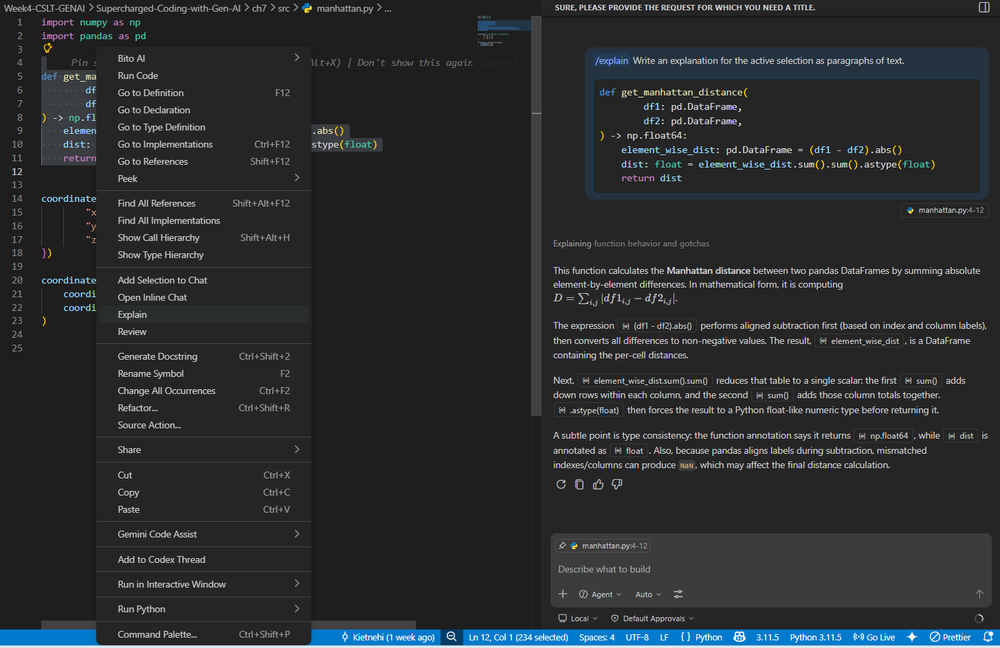 Week4-CSLT-GENAI > Supercharged-Coding-with-Gen-AI > ch7 > src > manhattan.py > ...
1 import numpy as np
2 import pandas as pd
3
4 Pin s Alt+X) | Don't show this again (Alt+/)
5 def get_ma
6 df
7 df
8 ) -> np.fl
9 elemen .abs()
10 dist: stype(float)
11 return
12
13
14 coordinate
15 "x
16 "y
17 "z
18 })
19
20 coordinate
21 coordi
22 coordi
23 )
24
25
Bito AI
Run Code
Go to Definition F12
Go to Declaration
Go to Type Definition
Go to Implementations Ctrl+F12
Go to References Shift+F12
Peek
Find All References Shift+Alt+F12
Find All Implementations
Show Call Hierarchy Shift+Alt+H
Show Type Hierarchy
Add Selection to Chat
Open Inline Chat
Explain
Review
Generate Docstring Ctrl+Shift+2
Rename Symbol F2
Change All Occurrences Ctrl+F2
Refactor... Ctrl+Shift+R
Source Action...
Share
Cut Ctrl+X
Copy Ctrl+C
Paste Ctrl+V
Gemini Code Assist
Add to Codex Thread
Run in Interactive Window
Run Python
Command Palette... Ctrl+Shift+P
SURE, PLEASE PROVIDE THE REQUEST FOR WHICH YOU NEED A TITLE.
/explain Write an explanation for the active selection as paragraphs of text.
def get_manhattan_distance(
df1: pd.DataFrame,
df2: pd.DataFrame,
) -> np.float64:
element_wise_dist: pd.DataFrame = (df1 - df2).abs()
dist: float = element_wise_dist.sum().sum().astype(float)
return dist
manhattan.py:4-12
Explaining function behavior and gotchas
This function calculates the Manhattan distance between two pandas DataFrames by summing absolute
element-by-element differences. In mathematical form, it is computing
D = ∑i,j |df1i,j − df2i,j|.
The expression (df1 - df2).abs() performs aligned subtraction first (based on index and column labels),
then converts all differences to non-negative values. The result, element_wise_dist , is a DataFrame
containing the per-cell distances.
Next, element_wise_dist.sum().sum() reduces that table to a single scalar: the first sum() adds
down rows within each column, and the second sum() adds those column totals together.
.astype(float) then forces the result to a Python float-like numeric type before returning it.
A subtle point is type consistency: the function annotation says it returns np.float64 , while dist is
annotated as float . Also, because pandas aligns labels during subtraction, mismatched
indexes/columns can produce NaN, which may affect the final distance calculation.
manhattan.py:4-12
Describe what to build
Agent Auto
Local Default Approvals
Kietnehi (1 week ago) Ln 12, Col 1 (234 selected) Spaces: 4 UTF-8 LF { } Python 3.11.5 Python 3.11.5 Go Live Prettier